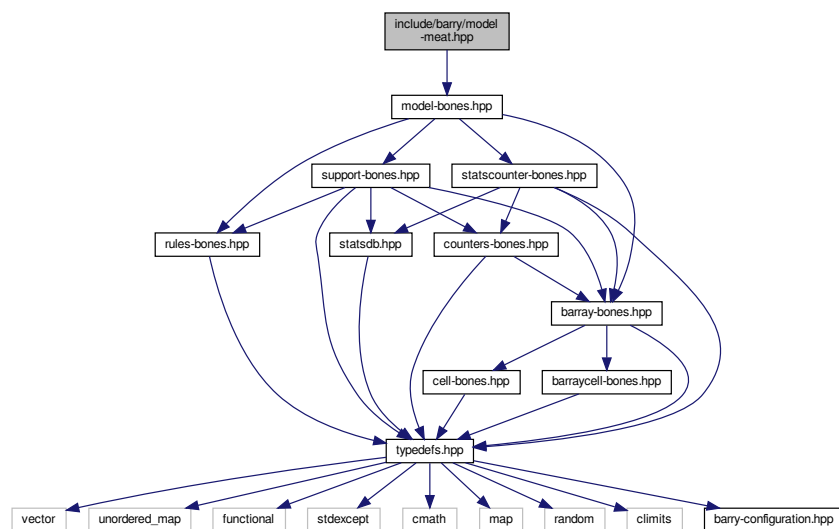 include/barry/model
-meat.hpp
model-bones.hpp
support-bones.hpp
statscounter-bones.hpp
rules-bones.hpp
statsdb.hpp
counters-bones.hpp
barray-bones.hpp
cell-bones.hpp
barraycell-bones.hpp
typedefs.hpp
vector
unordered_map
functional
stdexcept
cmath
map
random
climits
barry-configuration.hpp